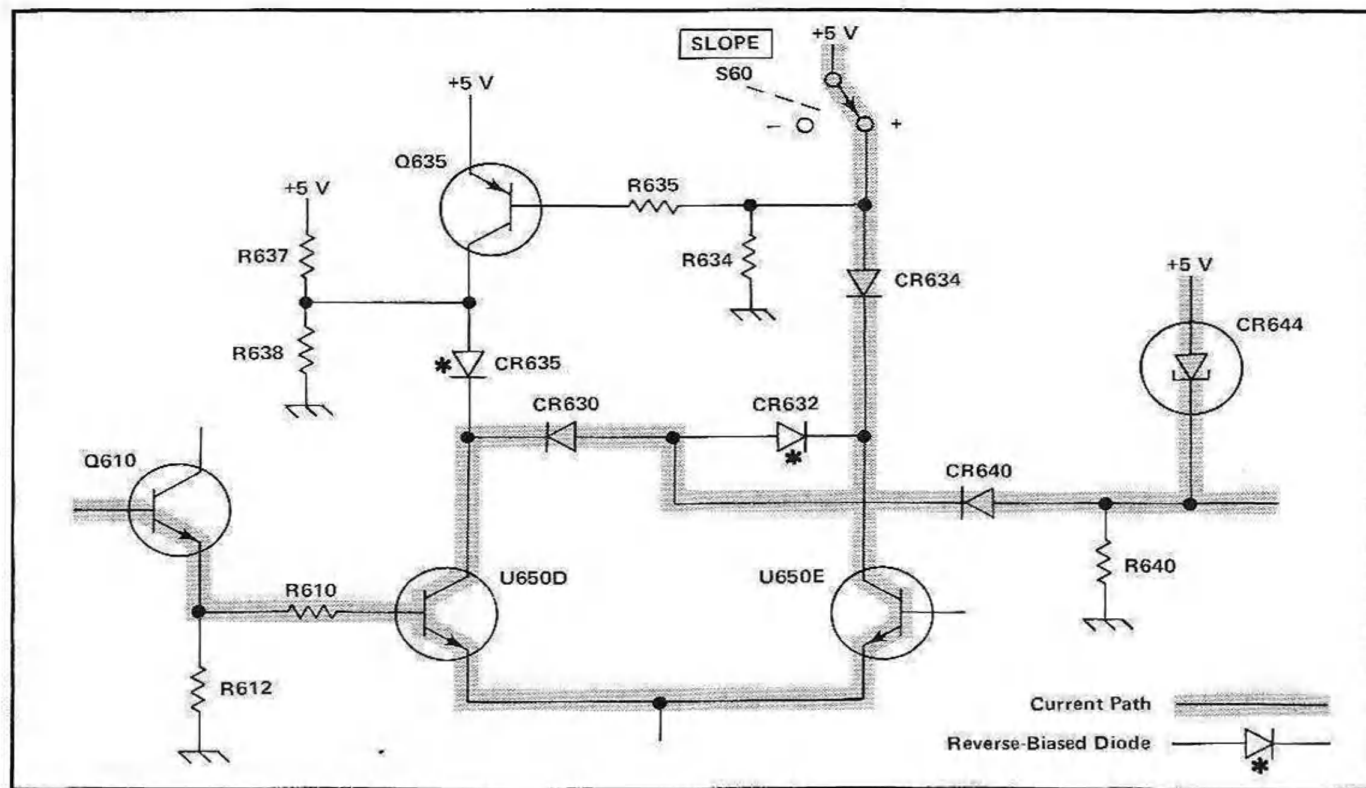 SLOPE
+5 V
S60
+5 V
- +
Q635
+5 V
R635
R637
R634
CR634
+5 V
CR644
R638
* CR635
CR630
CR632
*
Q610
CR640
R610
U650D
U650E
R640
R612
Current Path
Reverse-Biased Diode
*